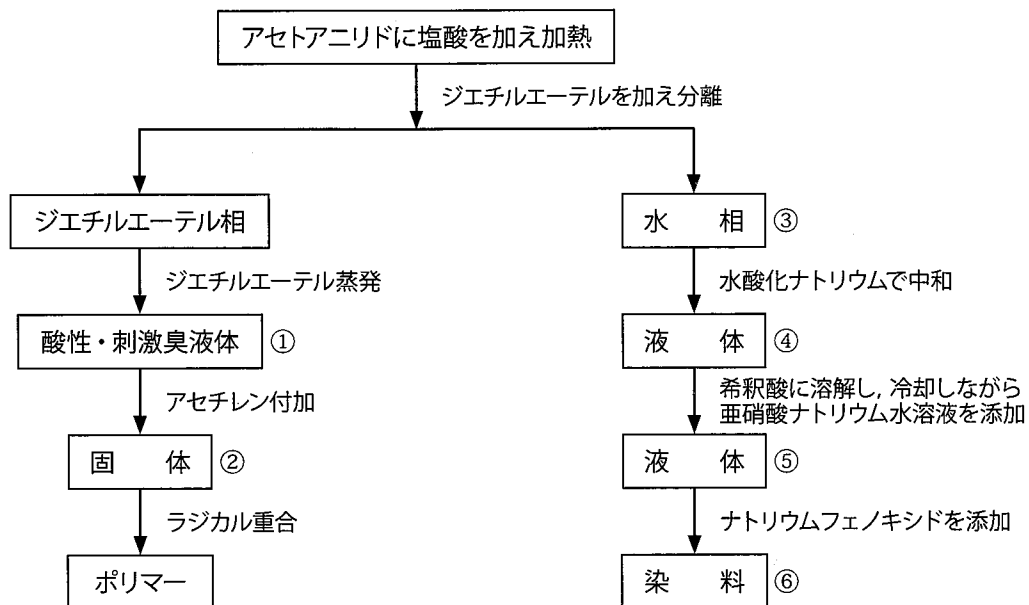 アセトアニリドに塩酸を加え加熱
ジエチルエーテルを加え分離
ジエチルエーテル相
水 相 ③
ジエチルエーテル蒸発
水酸化ナトリウムで中和
酸性・刺激臭液体 ①
液 体 ④
アセチレン付加
希釈酸に溶解し, 冷却しながら
亜硝酸ナトリウム水溶液を添加
固 体 ②
液 体 ⑤
ラジカル重合
ナトリウムフェノキシドを添加
ポリマー
染 料 ⑥